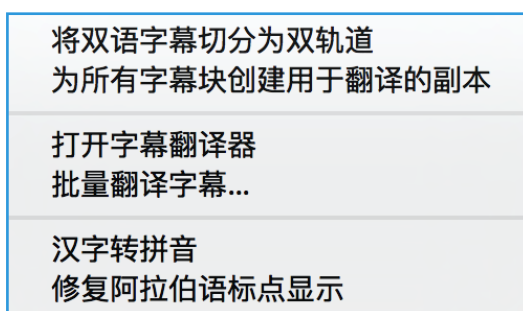 将双语字幕切分为双轨道
为所有字幕块创建用于翻译的副本
打开字幕翻译器
批量翻译字幕...
汉字转拼音
修复阿拉伯语标点显示